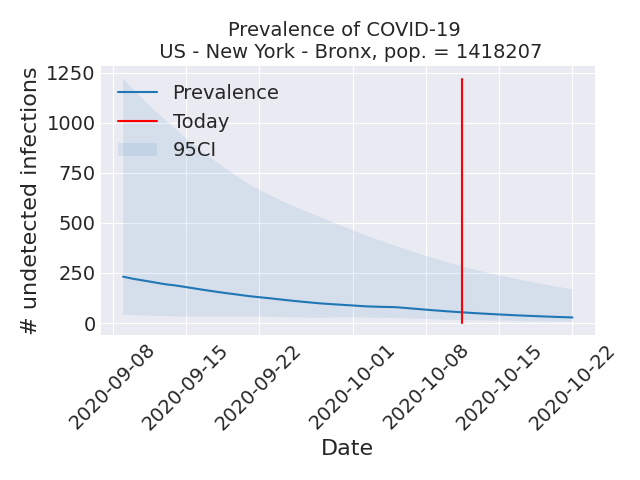 Prevalence of COVID-19
US - New York - Bronx, pop. = 1418207
# undetected infections
1250
1000
750
500
250
0
Prevalence
Today
95CI
2020-09-08
2020-09-15
2020-09-22
2020-10-01
2020-10-08
2020-10-15
2020-10-22
Date